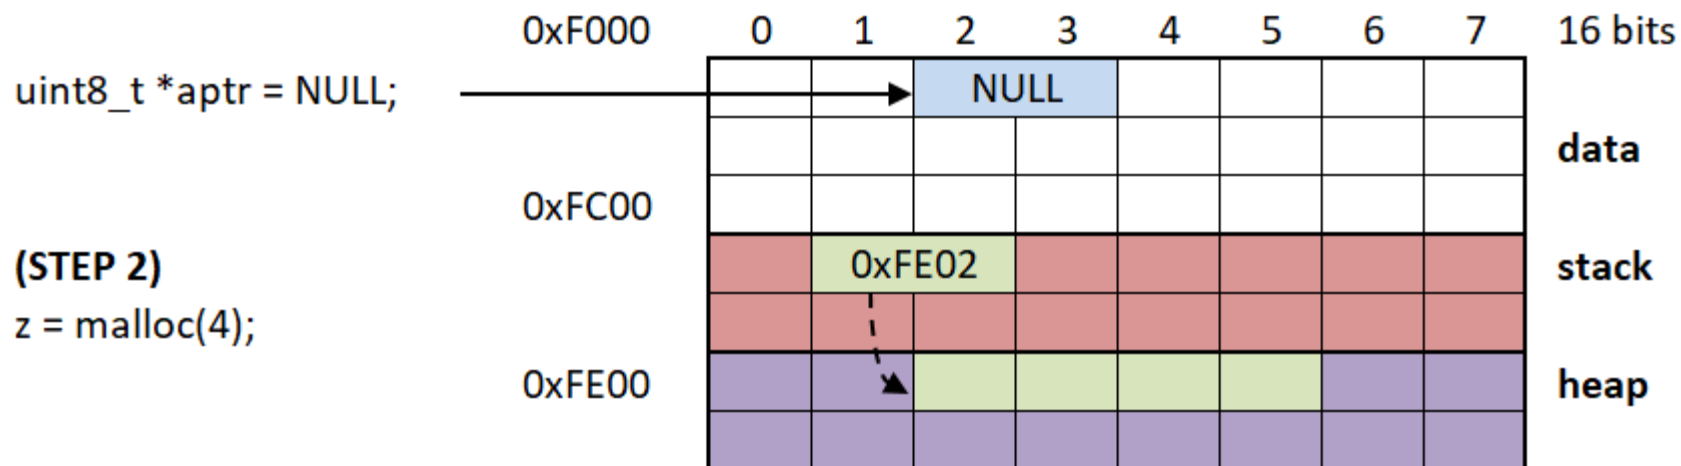 0xF000 0 1 2 3 4 5 6 7 16 bits
uint8_t *aptr = NULL; NULL
data
0xFC00
(STEP 2) 0xFE02 stack
z = malloc(4);
0xFE00 heap